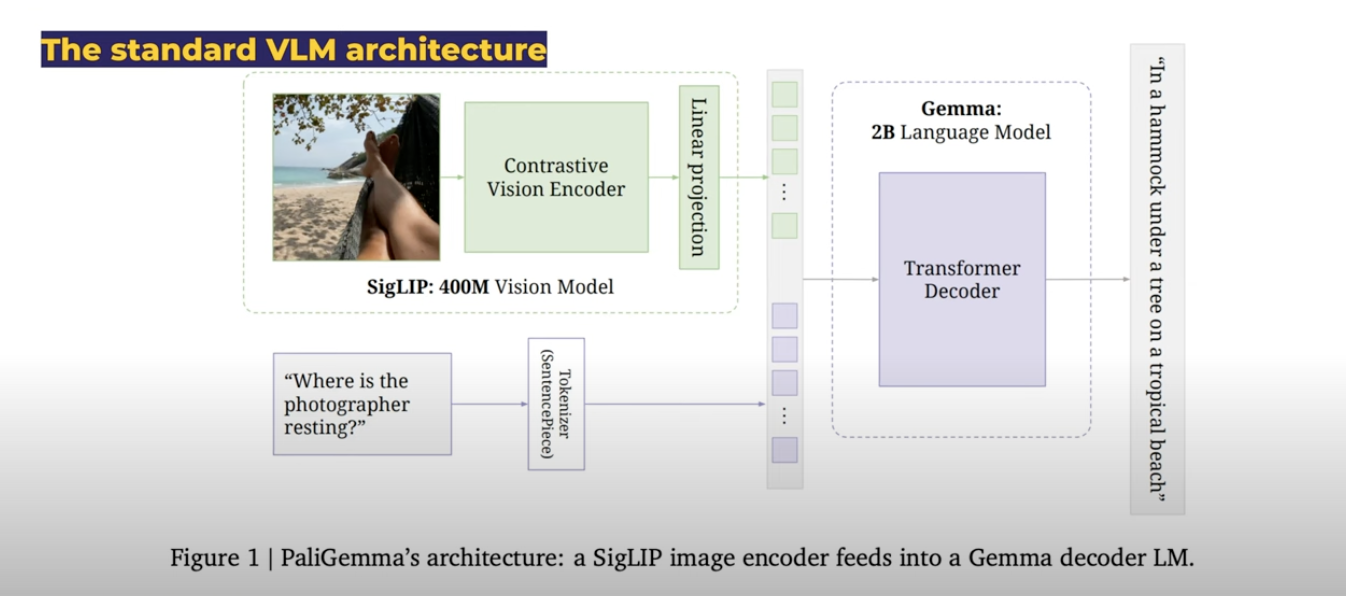 The standard VLM architecture
Contrastive
Vision Encoder
Linear projection
SigLIP: 400M Vision Model
“Where is the
photographer
resting?”
Tokenizer
(SentencePiece)
Gemma:
2B Language Model
Transformer
Decoder
“In a hammock under a tree on a tropical beach”
Figure 1 | PaliGemma’s architecture: a SigLIP image encoder feeds into a Gemma decoder LM.